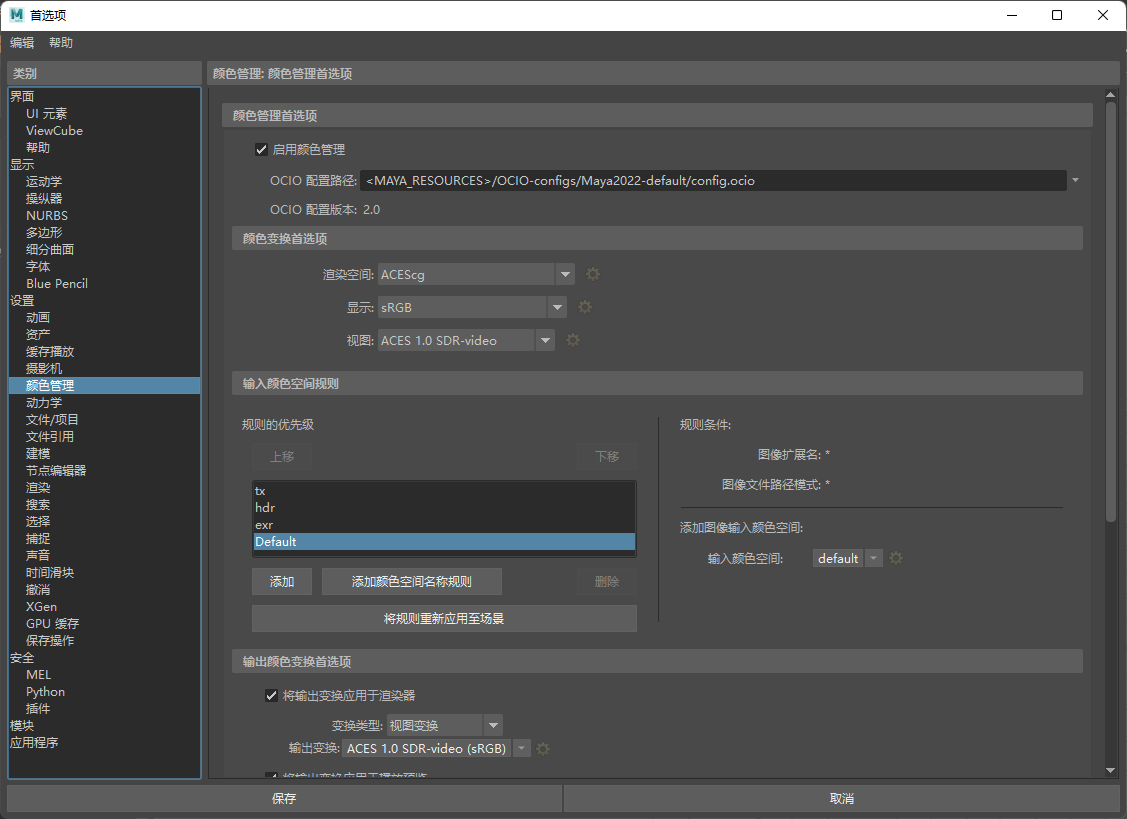 首选项
编辑 帮助
类别
界面
UI 元素
ViewCube
帮助
显示
运动学
操纵器
NURBS
多边形
细分曲面
字体
Blue Pencil
设置
动画
资产
缓存播放
摄影机
颜色管理
动力学
文件/项目
文件引用
建模
节点编辑器
渲染
搜索
选择
捕捉
声音
时间滑块
撤消
XGen
GPU 缓存
保存操作
安全
MEL
Python
插件
模块
应用程序
颜色管理: 颜色管理首选项
颜色管理首选项
启用颜色管理
OCIO 配置路径: <MAYA_RESOURCES>/OCIO-configs/Maya2022-default/config.ocio
OCIO 配置版本: 2.0
颜色变换首选项
渲染空间: ACEScg
显示: sRGB
视图: ACES 1.0 SDR-video
输入颜色空间规则
规则的优先级
上移 下移
tx
hdr
exr
Default
添加 添加颜色空间名称规则 删除
将规则重新应用至场景
规则条件:
图像扩展名: *
图像文件路径模式: *
添加图像输入颜色空间:
输入颜色空间: default
输出颜色变换首选项
将输出变换应用于渲染器
变换类型: 视图变换
输出变换: ACES 1.0 SDR-video (sRGB)
将输出变换应用于播放预览
保存 取消